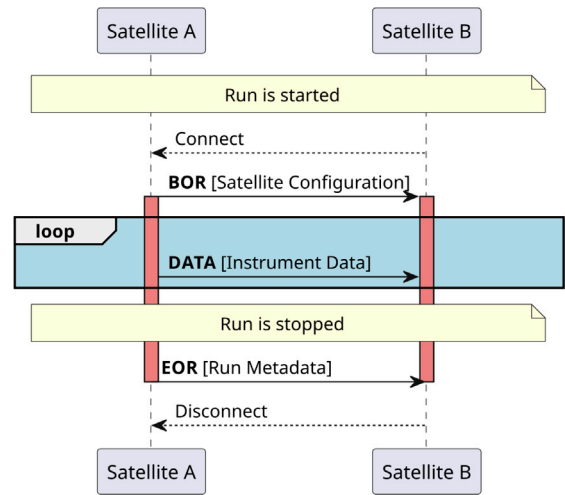 Satellite A
Satellite B
Run is started
Connect
BOR [Satellite Configuration]
loop
DATA [Instrument Data]
Run is stopped
EOR [Run Metadata]
Disconnect
Satellite A
Satellite B